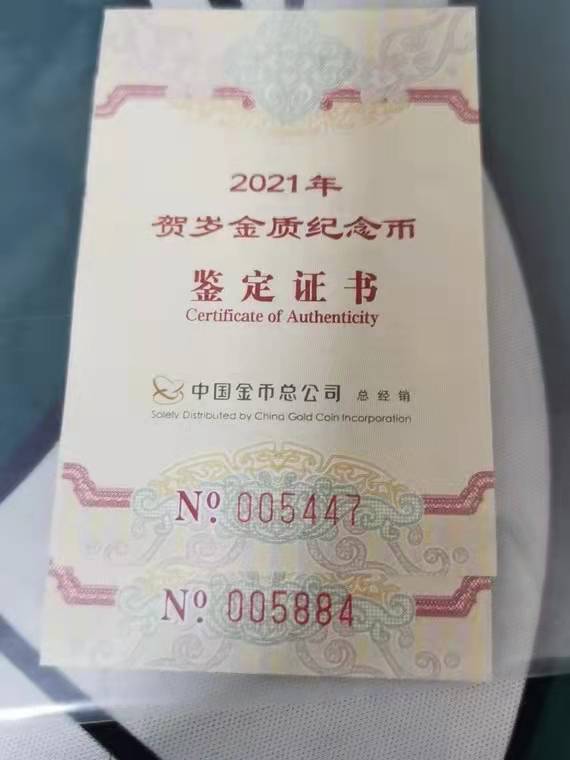 2021年
贺岁金质纪念币
鉴定证书
Certificate of Authenticity
中国金币总公司 总经销
Solely Distributed by China Gold Coin Incorporation
Nº 005447
Nº 005884